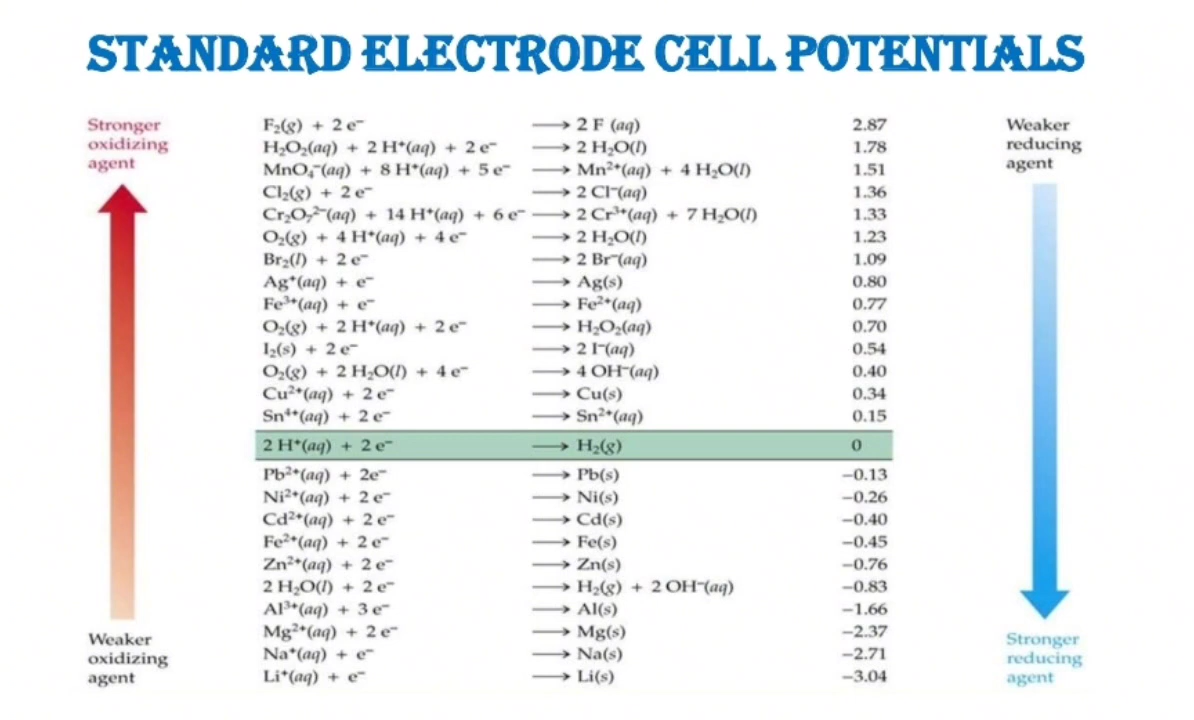 STANDARD ELECTRODE CELL POTENTIALS
Stronger
oxidizing
agent
Weaker
reducing
agent
F₂(g) + 2 e⁻ ⟶ 2 F (aq) 2.87
H₂O₂(aq) + 2 H⁺(aq) + 2 e⁻ ⟶ 2 H₂O(l) 1.78
MnO₄⁻(aq) + 8 H⁺(aq) + 5 e⁻ ⟶ Mn²⁺(aq) + 4 H₂O(l) 1.51
Cl₂(g) + 2 e⁻ ⟶ 2 Cl⁻(aq) 1.36
Cr₂O₇²⁻(aq) + 14 H⁺(aq) + 6 e⁻ ⟶ 2 Cr³⁺(aq) + 7 H₂O(l) 1.33
O₂(g) + 4 H⁺(aq) + 4 e⁻ ⟶ 2 H₂O(l) 1.23
Br₂(l) + 2 e⁻ ⟶ 2 Br⁻(aq) 1.09
Ag⁺(aq) + e⁻ ⟶ Ag(s) 0.80
Fe³⁺(aq) + e⁻ ⟶ Fe²⁺(aq) 0.77
O₂(g) + 2 H⁺(aq) + 2 e⁻ ⟶ H₂O₂(aq) 0.70
I₂(s) + 2 e⁻ ⟶ 2 I⁻(aq) 0.54
O₂(g) + 2 H₂O(l) + 4 e⁻ ⟶ 4 OH⁻(aq) 0.40
Cu²⁺(aq) + 2 e⁻ ⟶ Cu(s) 0.34
Sn⁴⁺(aq) + 2 e⁻ ⟶ Sn²⁺(aq) 0.15
2 H⁺(aq) + 2 e⁻ ⟶ H₂(g) 0
Pb²⁺(aq) + 2e⁻ ⟶ Pb(s) −0.13
Ni²⁺(aq) + 2 e⁻ ⟶ Ni(s) −0.26
Cd²⁺(aq) + 2 e⁻ ⟶ Cd(s) −0.40
Fe²⁺(aq) + 2 e⁻ ⟶ Fe(s) −0.45
Zn²⁺(aq) + 2 e⁻ ⟶ Zn(s) −0.76
2 H₂O(l) + 2 e⁻ ⟶ H₂(g) + 2 OH⁻(aq) −0.83
Al³⁺(aq) + 3 e⁻ ⟶ Al(s) −1.66
Mg²⁺(aq) + 2 e⁻ ⟶ Mg(s) −2.37
Na⁺(aq) + e⁻ ⟶ Na(s) −2.71
Li⁺(aq) + e⁻ ⟶ Li(s) −3.04
Weaker
oxidizing
agent
Stronger
reducing
agent